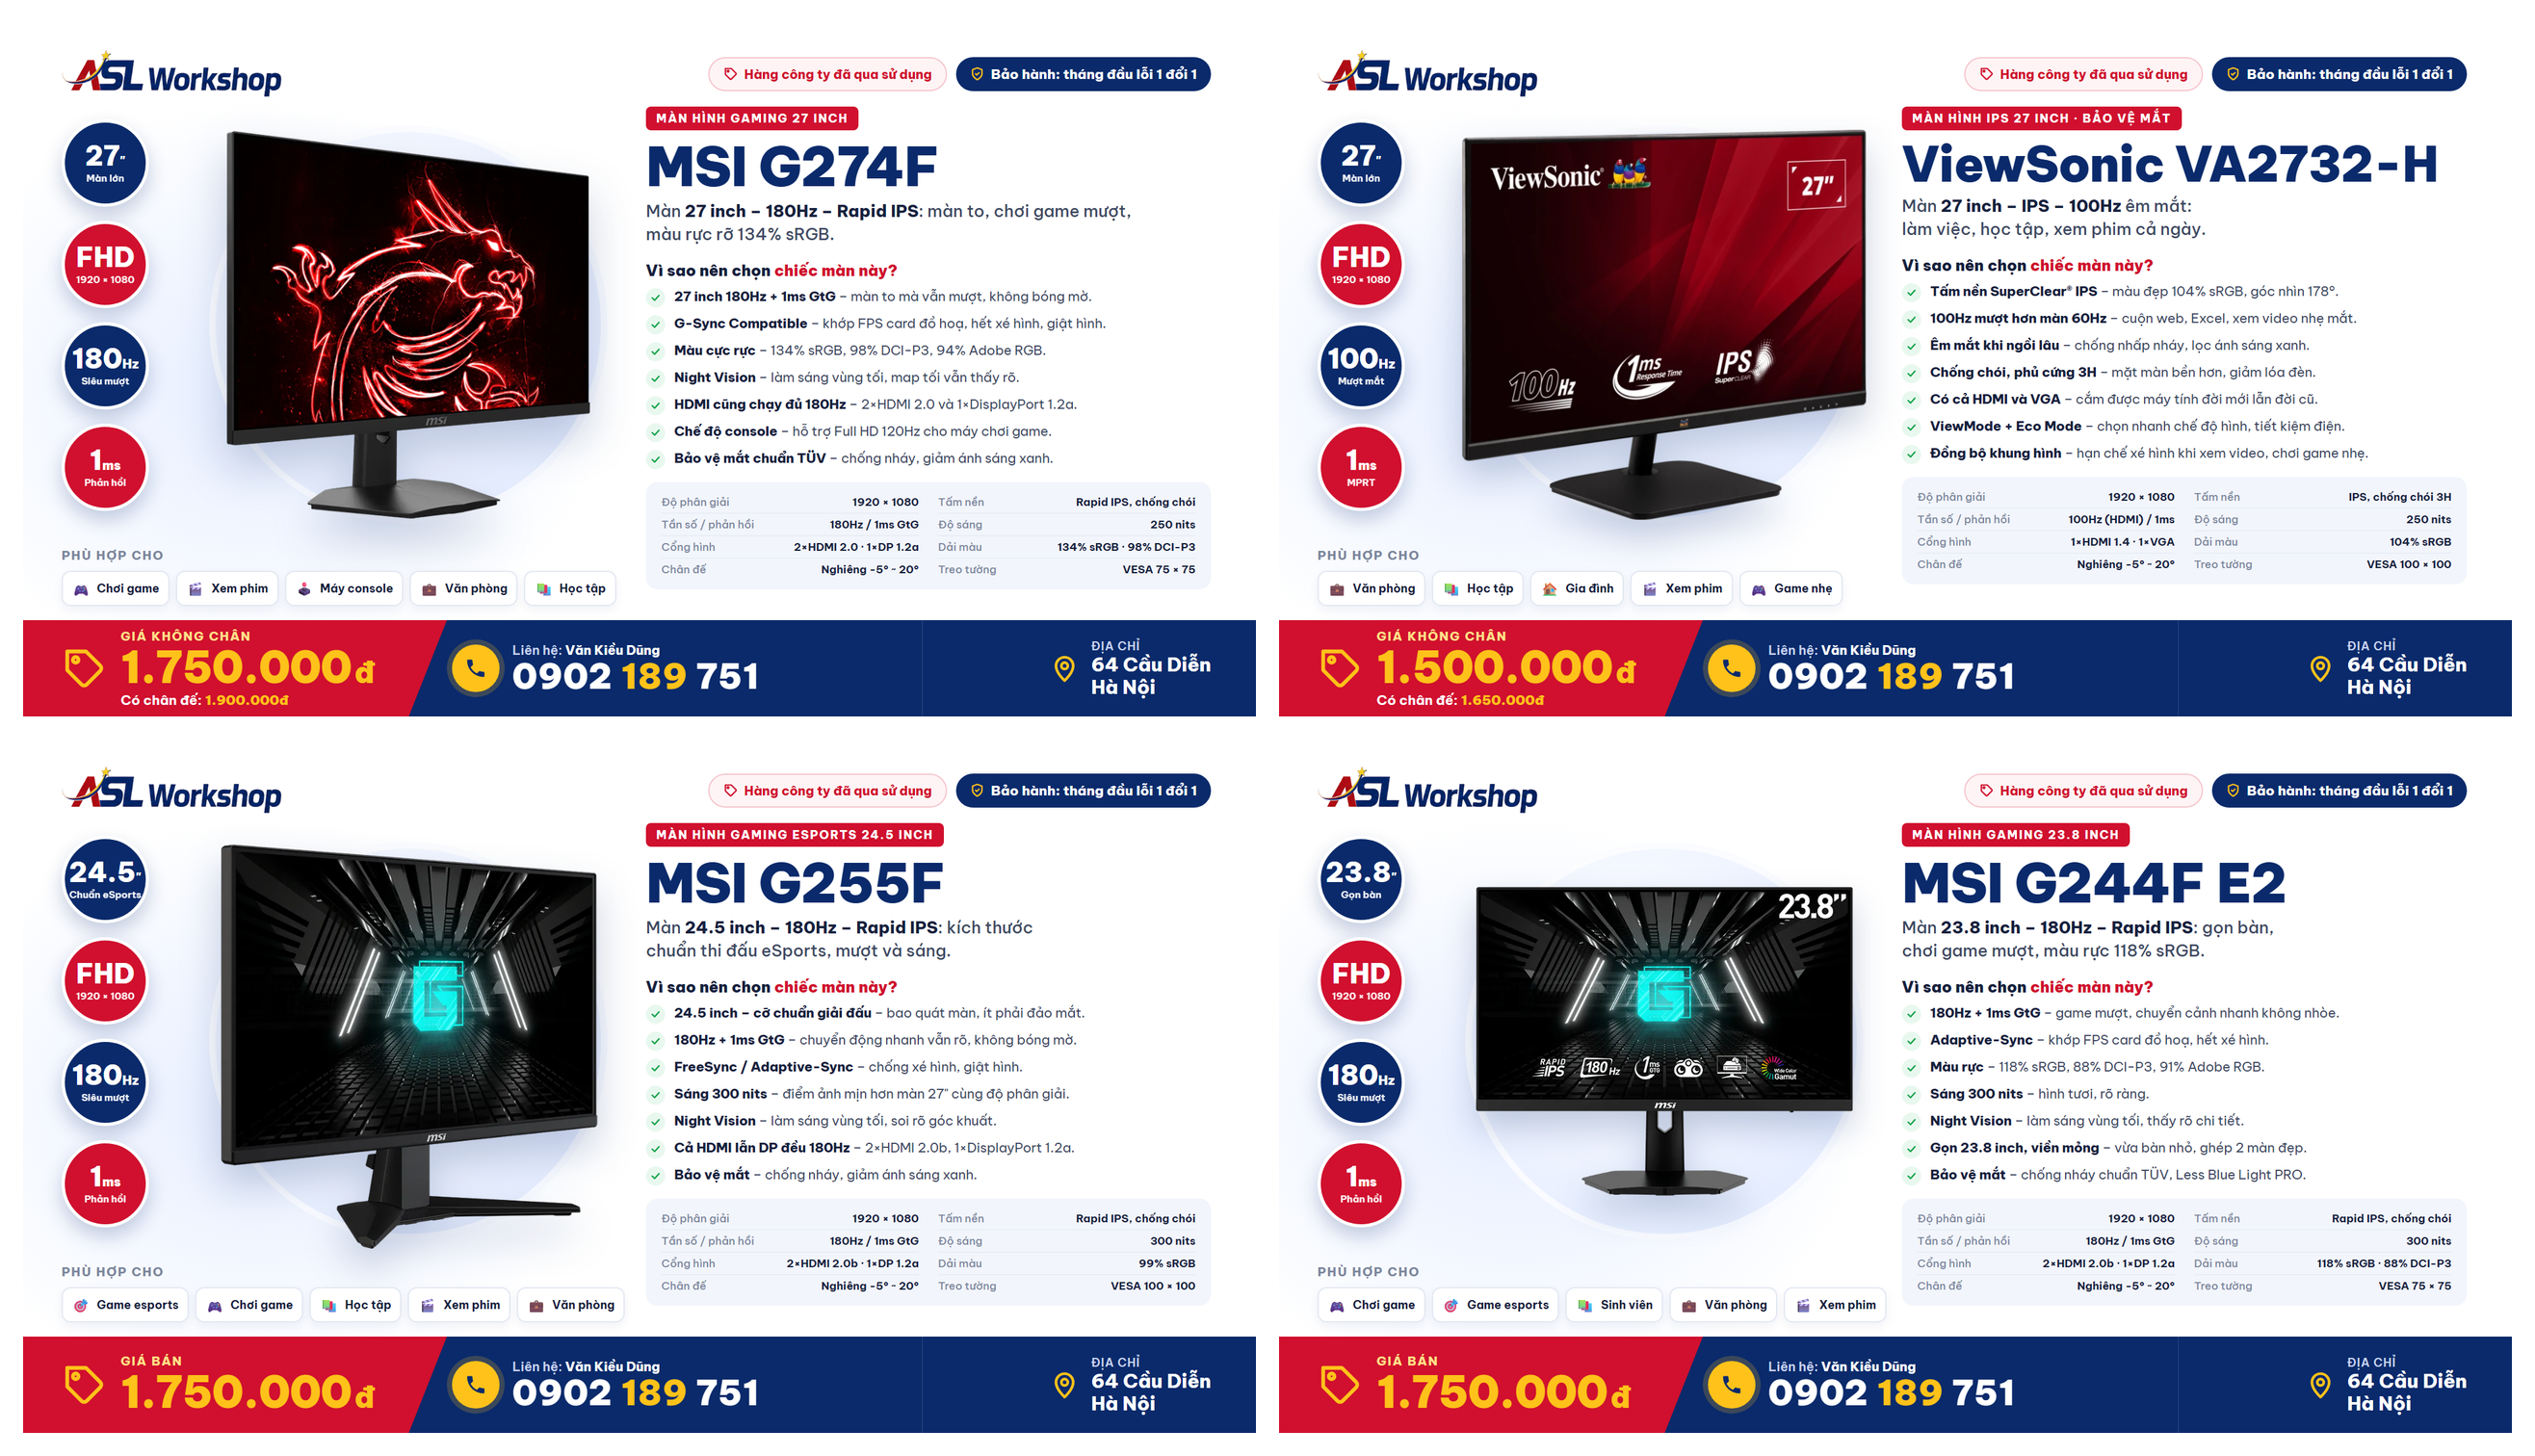 ASL Workshop
Hàng công ty đã qua sử dụng
Bảo hành: tháng đầu lỗi 1 đổi 1
27"
Màn lớn
FHD
1920 × 1080
180Hz
Siêu mượt
1ms
Phản hồi
msi
MÀN HÌNH GAMING 27 INCH
MSI G274F
Màn 27 inch – 180Hz – Rapid IPS: màn to, chơi game mượt,
màu rực rỡ 134% sRGB.
Vì sao nên chọn chiếc màn này?
27 inch 180Hz + 1ms GtG – màn to mà vẫn mượt, không bóng mờ.
G-Sync Compatible – khớp FPS card đồ hoạ, hết xé hình, giật hình.
Màu cực rực – 134% sRGB, 98% DCI-P3, 94% Adobe RGB.
Night Vision – làm sáng vùng tối, map tối vẫn thấy rõ.
HDMI cũng chạy đủ 180Hz – 2×HDMI 2.0 và 1×DisplayPort 1.2a.
Chế độ console – hỗ trợ Full HD 120Hz cho máy chơi game.
Bảo vệ mắt chuẩn TÜV – chống nháy, giảm ánh sáng xanh.
Độ phân giải 1920 × 1080 Tấm nền Rapid IPS, chống chói
Tần số / phản hồi 180Hz / 1ms GtG Độ sáng 250 nits
Cổng hình 2×HDMI 2.0 · 1×DP 1.2a Dải màu 134% sRGB · 98% DCI-P3
Chân đế Nghiêng -5° ~ 20° Treo tường VESA 75 × 75
PHÙ HỢP CHO
Chơi game Xem phim Máy console Văn phòng Học tập
GIÁ KHÔNG CHÂN
1.750.000đ
Có chân đế: 1.900.000đ
Liên hệ: Văn Kiều Dũng
0902 189 751
ĐỊA CHỈ
64 Cầu Diễn
Hà Nội
ASL Workshop
Hàng công ty đã qua sử dụng
Bảo hành: tháng đầu lỗi 1 đổi 1
27"
Màn lớn
FHD
1920 × 1080
100Hz
Mượt mắt
1ms
MPRT
ViewSonic
27"
100Hz
1ms Response Time
IPS SuperCLEAR
MÀN HÌNH IPS 27 INCH · BẢO VỆ MẮT
ViewSonic VA2732-H
Màn 27 inch – IPS – 100Hz êm mắt:
làm việc, học tập, xem phim cả ngày.
Vì sao nên chọn chiếc màn này?
Tấm nền SuperClear® IPS – màu đẹp 104% sRGB, góc nhìn 178°.
100Hz mượt hơn màn 60Hz – cuộn web, Excel, xem video nhẹ mắt.
Êm mắt khi ngồi lâu – chống nhấp nháy, lọc ánh sáng xanh.
Chống chói, phủ cứng 3H – mặt màn bền hơn, giảm lóa đèn.
Có cả HDMI và VGA – cắm được máy tính đời mới lẫn đời cũ.
ViewMode + Eco Mode – chọn nhanh chế độ hình, tiết kiệm điện.
Đồng bộ khung hình – hạn chế xé hình khi xem video, chơi game nhẹ.
Độ phân giải 1920 × 1080 Tấm nền IPS, chống chói 3H
Tần số / phản hồi 100Hz (HDMI) / 1ms Độ sáng 250 nits
Cổng hình 1×HDMI 1.4 · 1×VGA Dải màu 104% sRGB
Chân đế Nghiêng -5° ~ 20° Treo tường VESA 100 × 100
PHÙ HỢP CHO
Văn phòng Học tập Gia đình Xem phim Game nhẹ
GIÁ KHÔNG CHÂN
1.500.000đ
Có chân đế: 1.650.000đ
Liên hệ: Văn Kiều Dũng
0902 189 751
ĐỊA CHỈ
64 Cầu Diễn
Hà Nội
ASL Workshop
Hàng công ty đã qua sử dụng
Bảo hành: tháng đầu lỗi 1 đổi 1
24.5"
Chuẩn eSports
FHD
1920 × 1080
180Hz
Siêu mượt
1ms
Phản hồi
msi
MÀN HÌNH GAMING ESPORTS 24.5 INCH
MSI G255F
Màn 24.5 inch – 180Hz – Rapid IPS: kích thước
chuẩn thi đấu eSports, mượt và sáng.
Vì sao nên chọn chiếc màn này?
24.5 inch – cỡ chuẩn giải đấu – bao quát màn, ít phải đảo mắt.
180Hz + 1ms GtG – chuyển động nhanh vẫn rõ, không bóng mờ.
FreeSync / Adaptive-Sync – chống xé hình, giật hình.
Sáng 300 nits – điểm ảnh mịn hơn màn 27" cùng độ phân giải.
Night Vision – làm sáng vùng tối, soi rõ góc khuất.
Cả HDMI lẫn DP đều 180Hz – 2×HDMI 2.0b, 1×DisplayPort 1.2a.
Bảo vệ mắt – chống nháy, giảm ánh sáng xanh.
Độ phân giải 1920 × 1080 Tấm nền Rapid IPS, chống chói
Tần số / phản hồi 180Hz / 1ms GtG Độ sáng 300 nits
Cổng hình 2×HDMI 2.0b · 1×DP 1.2a Dải màu 99% sRGB
Chân đế Nghiêng -5° ~ 20° Treo tường VESA 100 × 100
PHÙ HỢP CHO
Game esports Chơi game Học tập Xem phim Văn phòng
GIÁ BÁN
1.750.000đ
Liên hệ: Văn Kiều Dũng
0902 189 751
ĐỊA CHỈ
64 Cầu Diễn
Hà Nội
ASL Workshop
Hàng công ty đã qua sử dụng
Bảo hành: tháng đầu lỗi 1 đổi 1
23.8"
Gọn bàn
FHD
1920 × 1080
180Hz
Siêu mượt
1ms
Phản hồi
23.8"
RAPID IPS 180Hz 1ms GTG Wide Color Gamut
msi
MÀN HÌNH GAMING 23.8 INCH
MSI G244F E2
Màn 23.8 inch – 180Hz – Rapid IPS: gọn bàn,
chơi game mượt, màu rực 118% sRGB.
Vì sao nên chọn chiếc màn này?
180Hz + 1ms GtG – game mượt, chuyển cảnh nhanh không nhòe.
Adaptive-Sync – khớp FPS card đồ hoạ, hết xé hình.
Màu rực – 118% sRGB, 88% DCI-P3, 91% Adobe RGB.
Sáng 300 nits – hình tươi, rõ ràng.
Night Vision – làm sáng vùng tối, thấy rõ chi tiết.
Gọn 23.8 inch, viền mỏng – vừa bàn nhỏ, ghép 2 màn đẹp.
Bảo vệ mắt – chống nháy chuẩn TÜV, Less Blue Light PRO.
Độ phân giải 1920 × 1080 Tấm nền Rapid IPS, chống chói
Tần số / phản hồi 180Hz / 1ms GtG Độ sáng 300 nits
Cổng hình 2×HDMI 2.0b · 1×DP 1.2a Dải màu 118% sRGB · 88% DCI-P3
Chân đế Nghiêng -5° ~ 20° Treo tường VESA 75 × 75
PHÙ HỢP CHO
Chơi game Game esports Sinh viên Văn phòng Xem phim
GIÁ BÁN
1.750.000đ
Liên hệ: Văn Kiều Dũng
0902 189 751
ĐỊA CHỈ
64 Cầu Diễn
Hà Nội